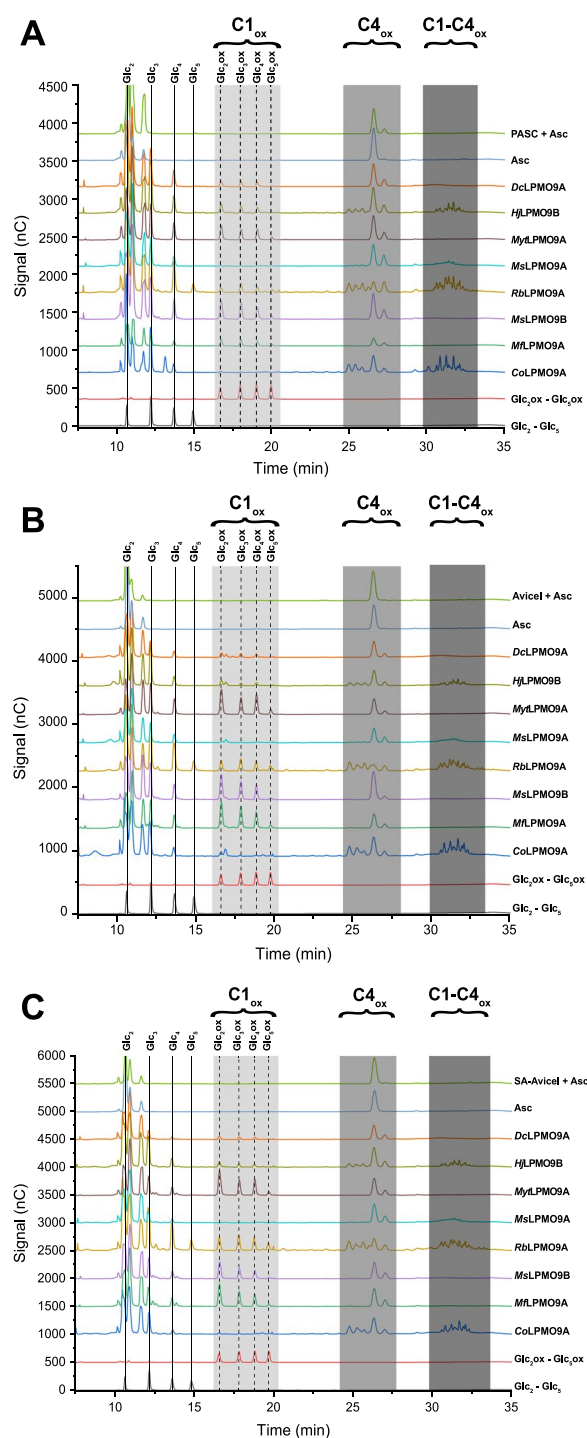 A
C1ox
C4ox
C1-C4ox
Glc2
Glc3
Glc4
Glc5
Glc2ox
Glc3ox
Glc4ox
Glc5ox
4500
4000
3500
3000
2500
2000
1500
1000
500
0
Signal (nC)
PASC + Asc
Asc
DcLPMO9A
HjLPMO9B
MytLPMO9A
MsLPMO9A
RbLPMO9A
MsLPMO9B
MfLPMO9A
CoLPMO9A
Glc2ox - Glc5ox
Glc2 - Glc5
10 15 20 25 30 35
Time (min)
B
C1ox
C4ox
C1-C4ox
Glc2
Glc3
Glc4
Glc5
Glc2ox
Glc3ox
Glc4ox
Glc5ox
5000
4000
3000
2000
1000
0
Signal (nC)
Avicel + Asc
Asc
DcLPMO9A
HjLPMO9B
MytLPMO9A
MsLPMO9A
RbLPMO9A
MsLPMO9B
MfLPMO9A
CoLPMO9A
Glc2ox - Glc5ox
Glc2 - Glc5
10 15 20 25 30 35
Time (min)
C
C1ox
C4ox
C1-C4ox
Glc2
Glc3
Glc4
Glc5
Glc2ox
Glc3ox
Glc4ox
Glc5ox
6000
5500
5000
4500
4000
3500
3000
2500
2000
1500
1000
500
0
Signal (nC)
SA-Avicel + Asc
Asc
DcLPMO9A
HjLPMO9B
MytLPMO9A
MsLPMO9A
RbLPMO9A
MsLPMO9B
MfLPMO9A
CoLPMO9A
Glc2ox - Glc5ox
Glc2 - Glc5
10 15 20 25 30 35
Time (min)